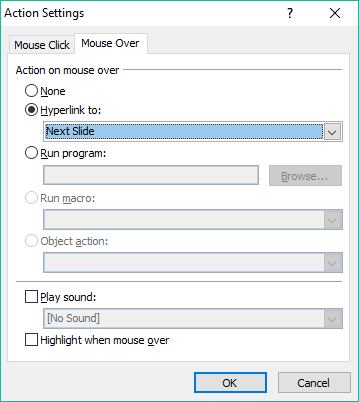 Action Settings ? ×
Mouse Click Mouse Over
Action on mouse over
None
Hyperlink to:
Next Slide
Run program:
Browse...
Run macro:
Object action:
Play sound:
[No Sound]
Highlight when mouse over
OK Cancel